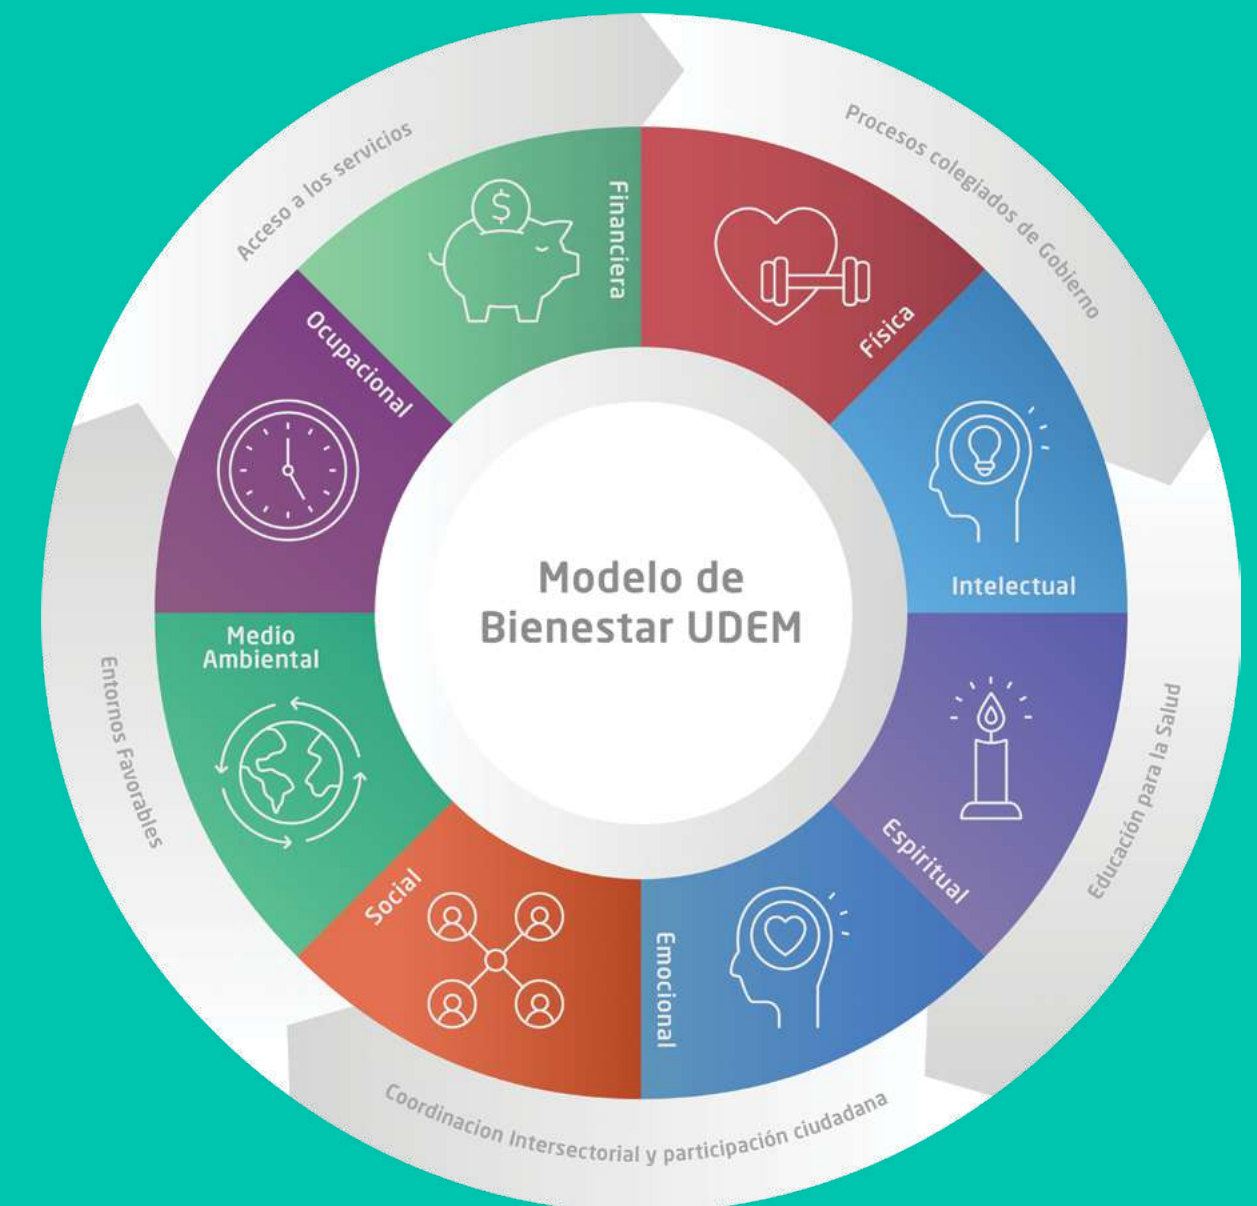 Modelo de
Bienestar UDEM
Financiera
Física
Intelectual
Espiritual
Emocional
Social
Medio
Ambiental
Ocupacional
Procesos colegiados de Gobierno
Educación para la Salud
Coordinacion Intersectorial y participación ciudadana
Entornos Favorables
Acceso a los servicios
$